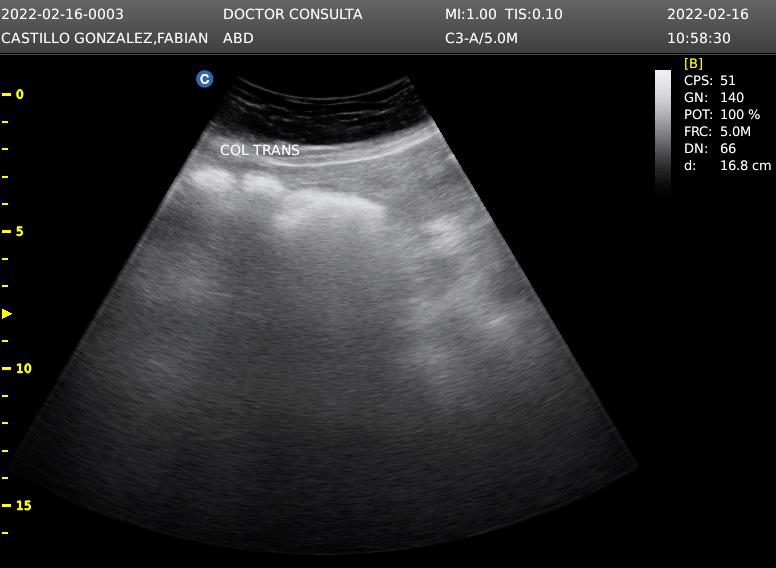 2022-02-16-0003 DOCTOR CONSULTA MI:1.00 TIS:0.10 2022-02-16
CASTILLO GONZALEZ,FABIAN ABD C3-A/5.0M 10:58:30
[B]
CPS: 51
GN: 140
POT: 100 %
FRC: 5.0M
DN: 66
d: 16.8 cm
C
COL TRANS
0
5
10
15